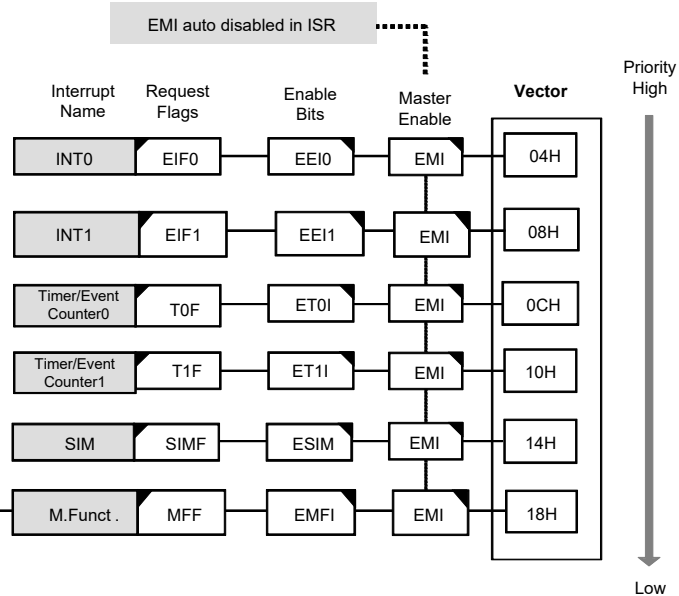 EMI auto disabled in ISR
Priority
High
Interrupt
Name
Request
Flags
Enable
Bits
Master
Enable
Vector
INT0
EIF0
EEI0
EMI
04H
INT1
EIF1
EEI1
EMI
08H
Timer/Event
Counter0
T0F
ET0I
EMI
0CH
Timer/Event
Counter1
T1F
ET1I
EMI
10H
SIM
SIMF
ESIM
EMI
14H
M.Funct .
MFF
EMFI
EMI
18H
Low